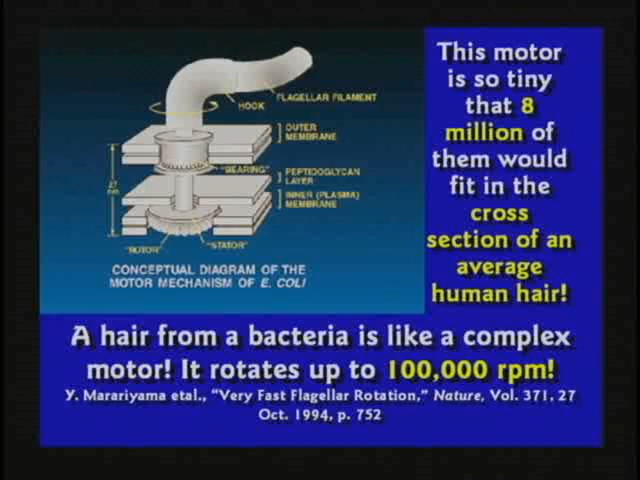 This motor
is so tiny
that 8
million of
them would
fit in the
cross
section of an
average
human hair!
FLAGELLAR FILAMENT
HOOK
OUTER
MEMBRANE
"BEARING"
PEPTIDOGLYCAN
LAYER
27
nm
INNER (PLASMA)
MEMBRANE
"ROTOR"
"STATOR"
CONCEPTUAL DIAGRAM OF THE
MOTOR MECHANISM OF E. COLI
A hair from a bacteria is like a complex
motor! It rotates up to 100,000 rpm!
Y. Marariyama etal., "Very Fast Flagellar Rotation," Nature, Vol. 371, 27
Oct. 1994, p. 752